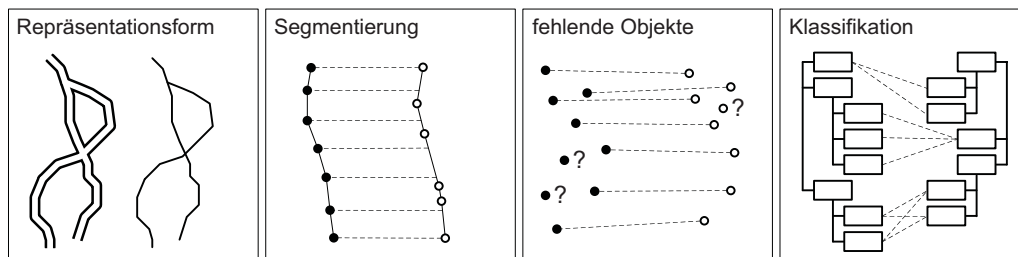 Repräsentationsform
Segmentierung
fehlende Objekte
Klassifikation
?
?
?